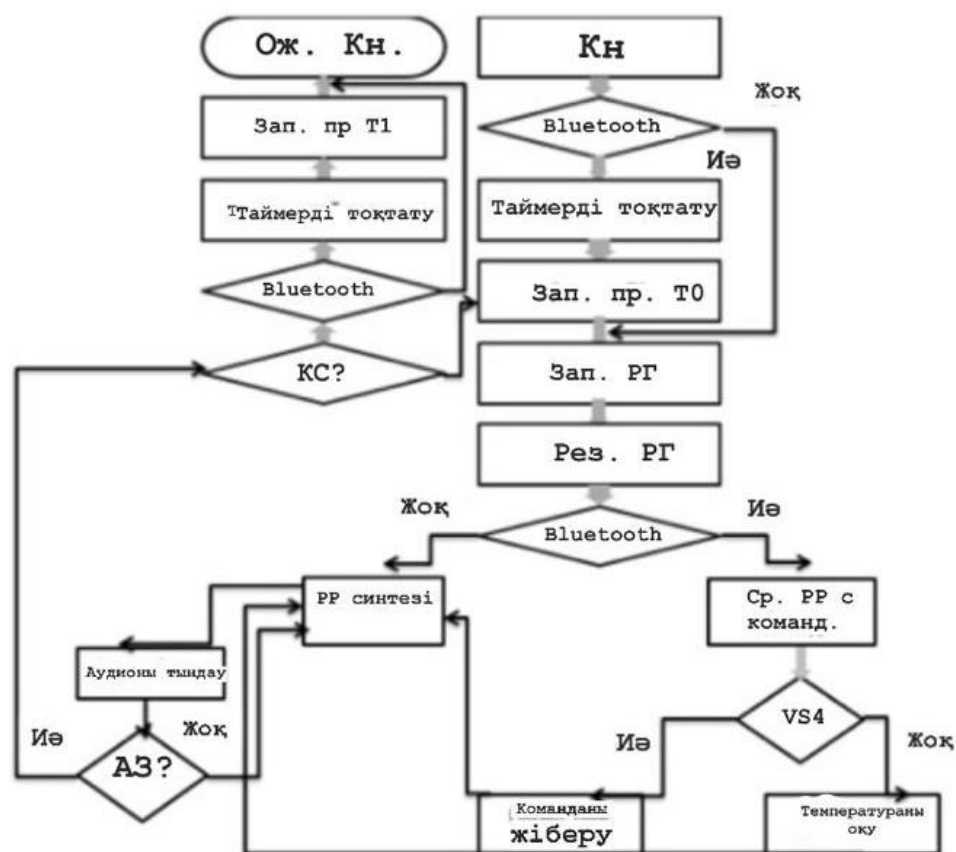 Ож. Кн.
Кн
Жоқ
Зап. пр Т1
Bluetooth
Иә
Таймерді тоқтату
Таймерді тоқтату
Bluetooth
Зап. пр. Т0
КС?
Зап. РГ
Рез. РГ
Жоқ
Иә
Bluetooth
РР синтезі
Ср. РР с
команд.
Аудионы тыңдау
VS4
Иә
Жоқ
АЗ?
Иә
Жоқ
Команданы
жіберу
Температураны
оқу